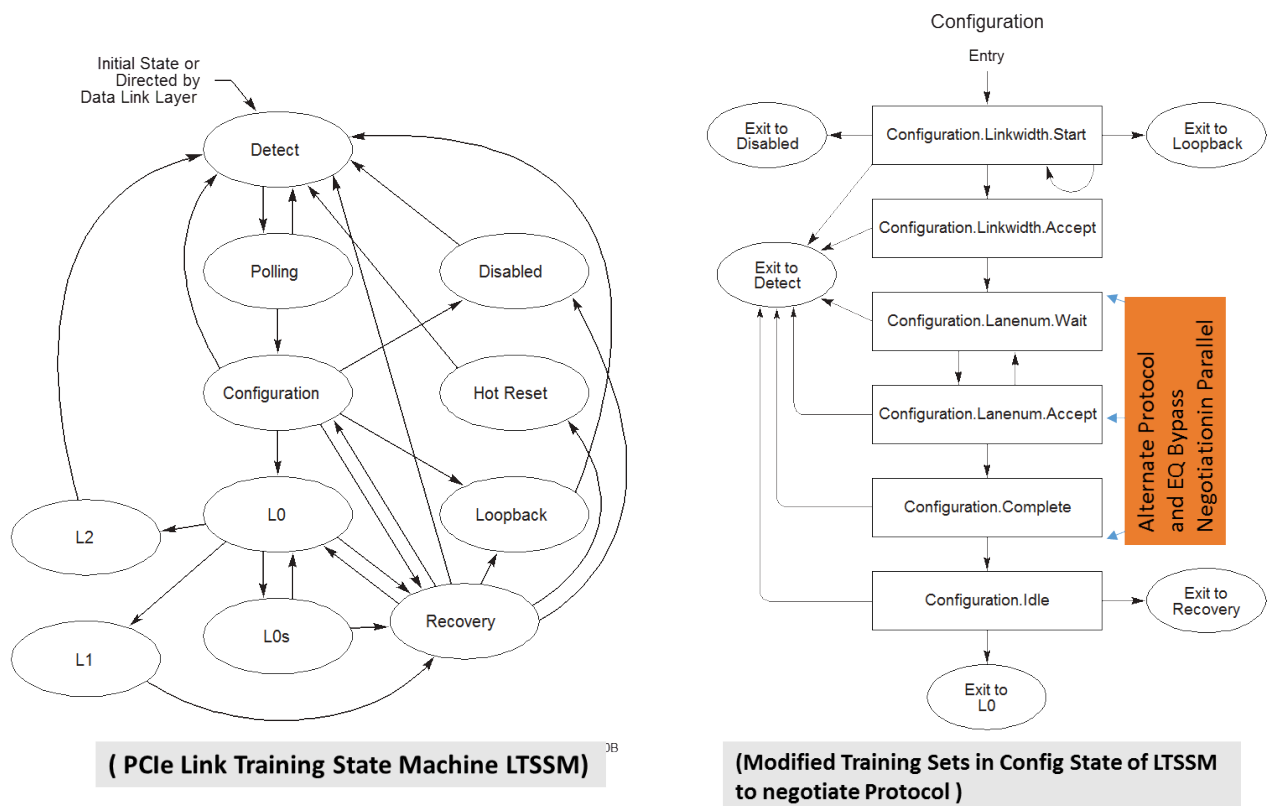 Initial State or
Directed by
Data Link Layer
Detect
Polling
Disabled
Configuration
Hot Reset
L0
Loopback
L2
L0s
Recovery
L1
0B
( PCIe Link Training State Machine LTSSM)
Configuration
Entry
Exit to
Disabled
Configuration.Linkwidth.Start
Exit to
Loopback
Configuration.Linkwidth.Accept
Exit to
Detect
Configuration.Lanenum.Wait
Configuration.Lanenum.Accept
Configuration.Complete
Alternate Protocol
and EQ Bypass
Negotiationin Parallel
Configuration.Idle
Exit to
Recovery
Exit to
L0
(Modified Training Sets in Config State of LTSSM
to negotiate Protocol )